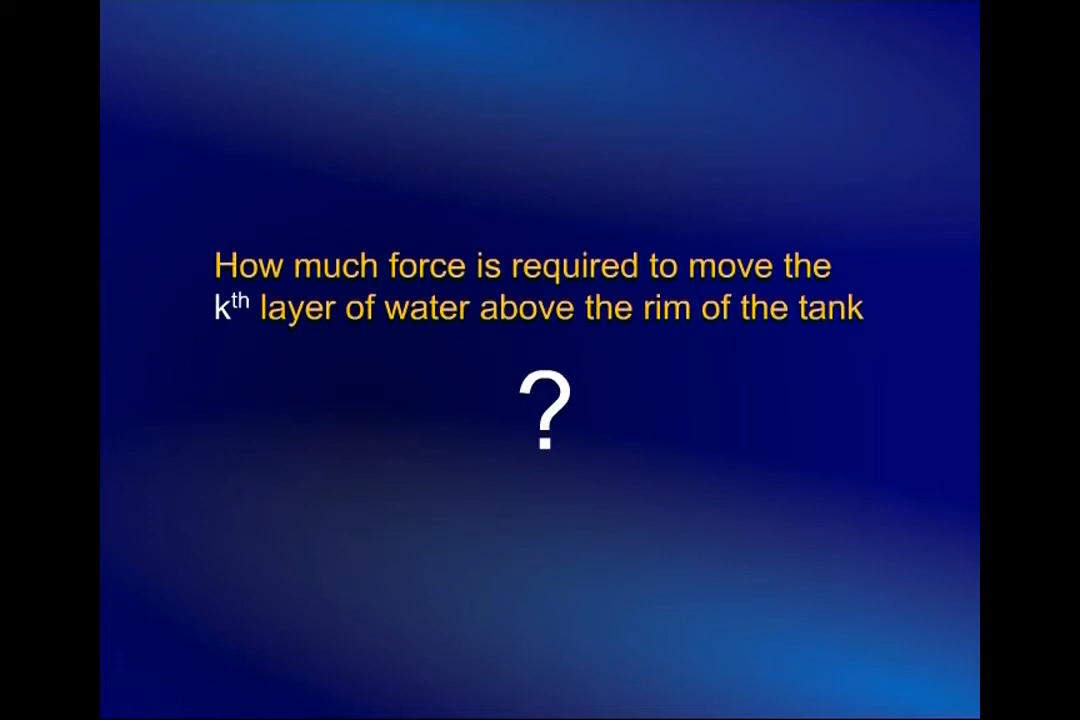 How much force is required to move the
kᵗʰ layer of water above the rim of the tank
?